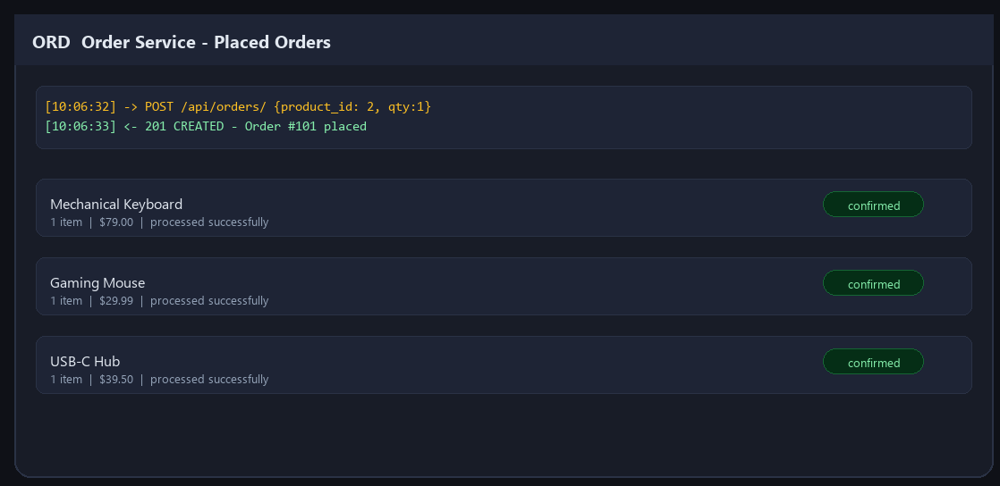 ORD Order Service - Placed Orders
[10:06:32] -> POST /api/orders/ {product_id: 2, qty:1}
[10:06:33] <- 201 CREATED - Order #101 placed
Mechanical Keyboard
confirmed
1 item | $79.00 | processed successfully
Gaming Mouse
confirmed
1 item | $29.99 | processed successfully
USB-C Hub
confirmed
1 item | $39.50 | processed successfully